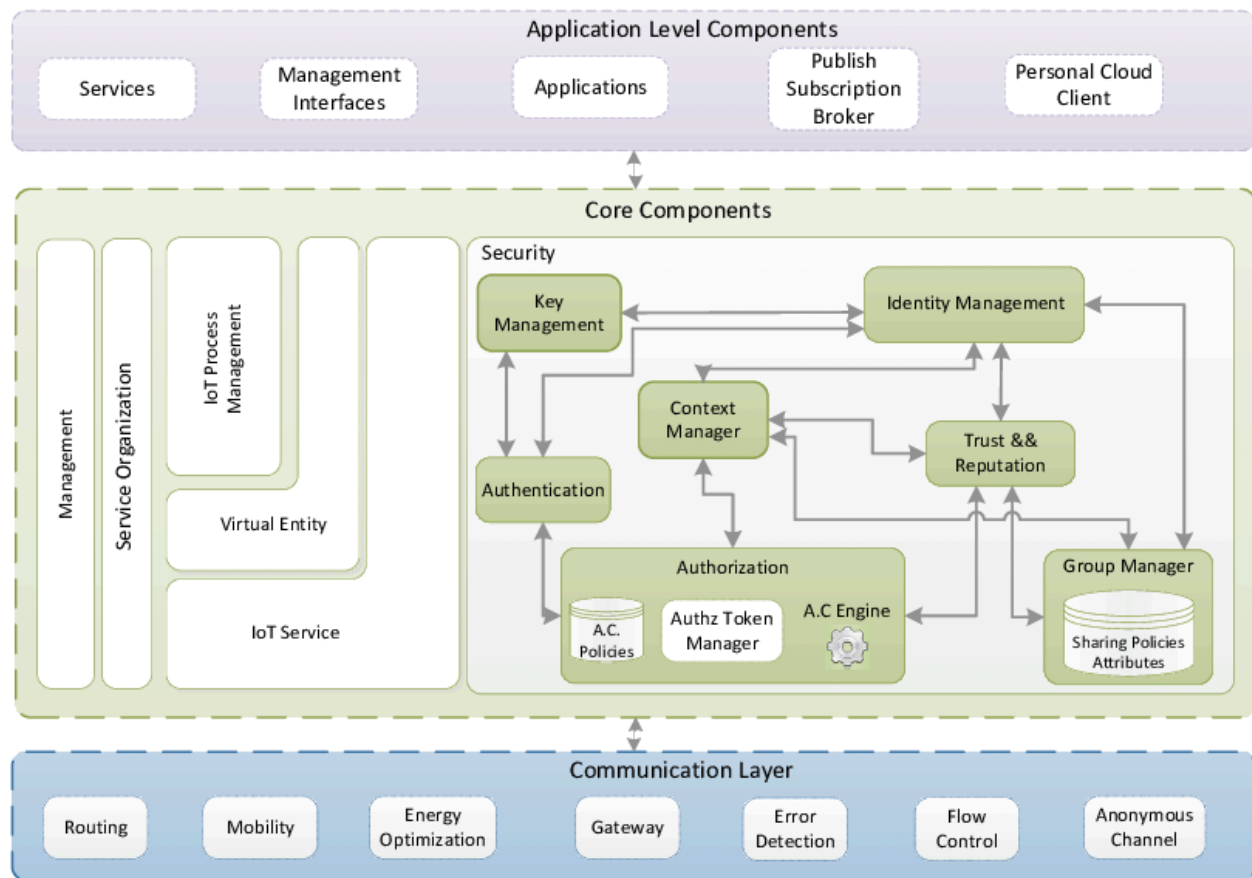 Application Level Components
Services
Management
Interfaces
Applications
Publish
Subscription
Broker
Personal Cloud
Client
Core Components
Management
Service Organization
IoT Process
Management
Virtual Entity
IoT Service
Security
Key
Management
Identity Management
Context
Manager
Trust &&
Reputation
Authentication
Authorization
A.C.
Policies
Authz Token
Manager
A.C Engine
Group Manager
Sharing Policies
Attributes
Communication Layer
Routing
Mobility
Energy
Optimization
Gateway
Error
Detection
Flow
Control
Anonymous
Channel